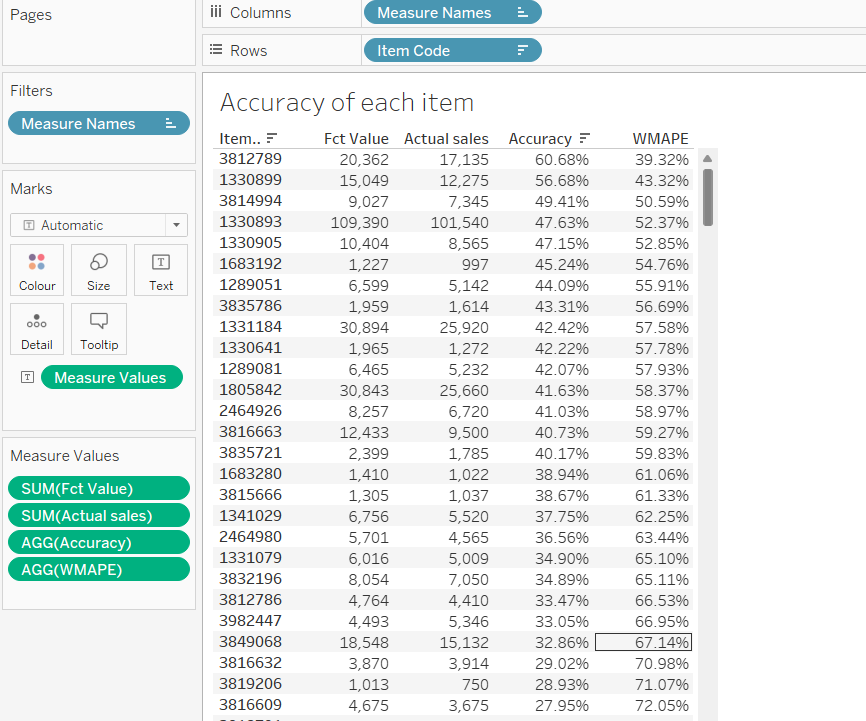 Pages
Columns Measure Names
Rows Item Code
Filters
Measure Names
Marks
Automatic
Colour Size Text
Detail Tooltip
Measure Values
Measure Values
SUM(Fct Value)
SUM(Actual sales)
AGG(Accuracy)
AGG(WMAPE)
Accuracy of each item
Item.. Fct Value Actual sales Accuracy WMAPE
3812789 20,362 17,135 60.68% 39.32%
1330899 15,049 12,275 56.68% 43.32%
3814994 9,027 7,345 49.41% 50.59%
1330893 109,390 101,540 47.63% 52.37%
1330905 10,404 8,565 47.15% 52.85%
1683192 1,227 997 45.24% 54.76%
1289051 6,599 5,142 44.09% 55.91%
3835786 1,959 1,614 43.31% 56.69%
1331184 30,894 25,920 42.42% 57.58%
1330641 1,965 1,272 42.22% 57.78%
1289081 6,465 5,232 42.07% 57.93%
1805842 30,843 25,660 41.63% 58.37%
2464926 8,257 6,720 41.03% 58.97%
3816663 12,433 9,500 40.73% 59.27%
3835721 2,399 1,785 40.17% 59.83%
1683280 1,410 1,022 38.94% 61.06%
3815666 1,305 1,037 38.67% 61.33%
1341029 6,756 5,520 37.75% 62.25%
2464980 5,701 4,565 36.56% 63.44%
1331079 6,016 5,009 34.90% 65.10%
3832196 8,054 7,050 34.89% 65.11%
3812786 4,764 4,410 33.47% 66.53%
3982447 4,493 5,346 33.05% 66.95%
3849068 18,548 15,132 32.86% 67.14%
3816632 3,870 3,914 29.02% 70.98%
3819206 1,013 750 28.93% 71.07%
3816609 4,675 3,675 27.95% 72.05%